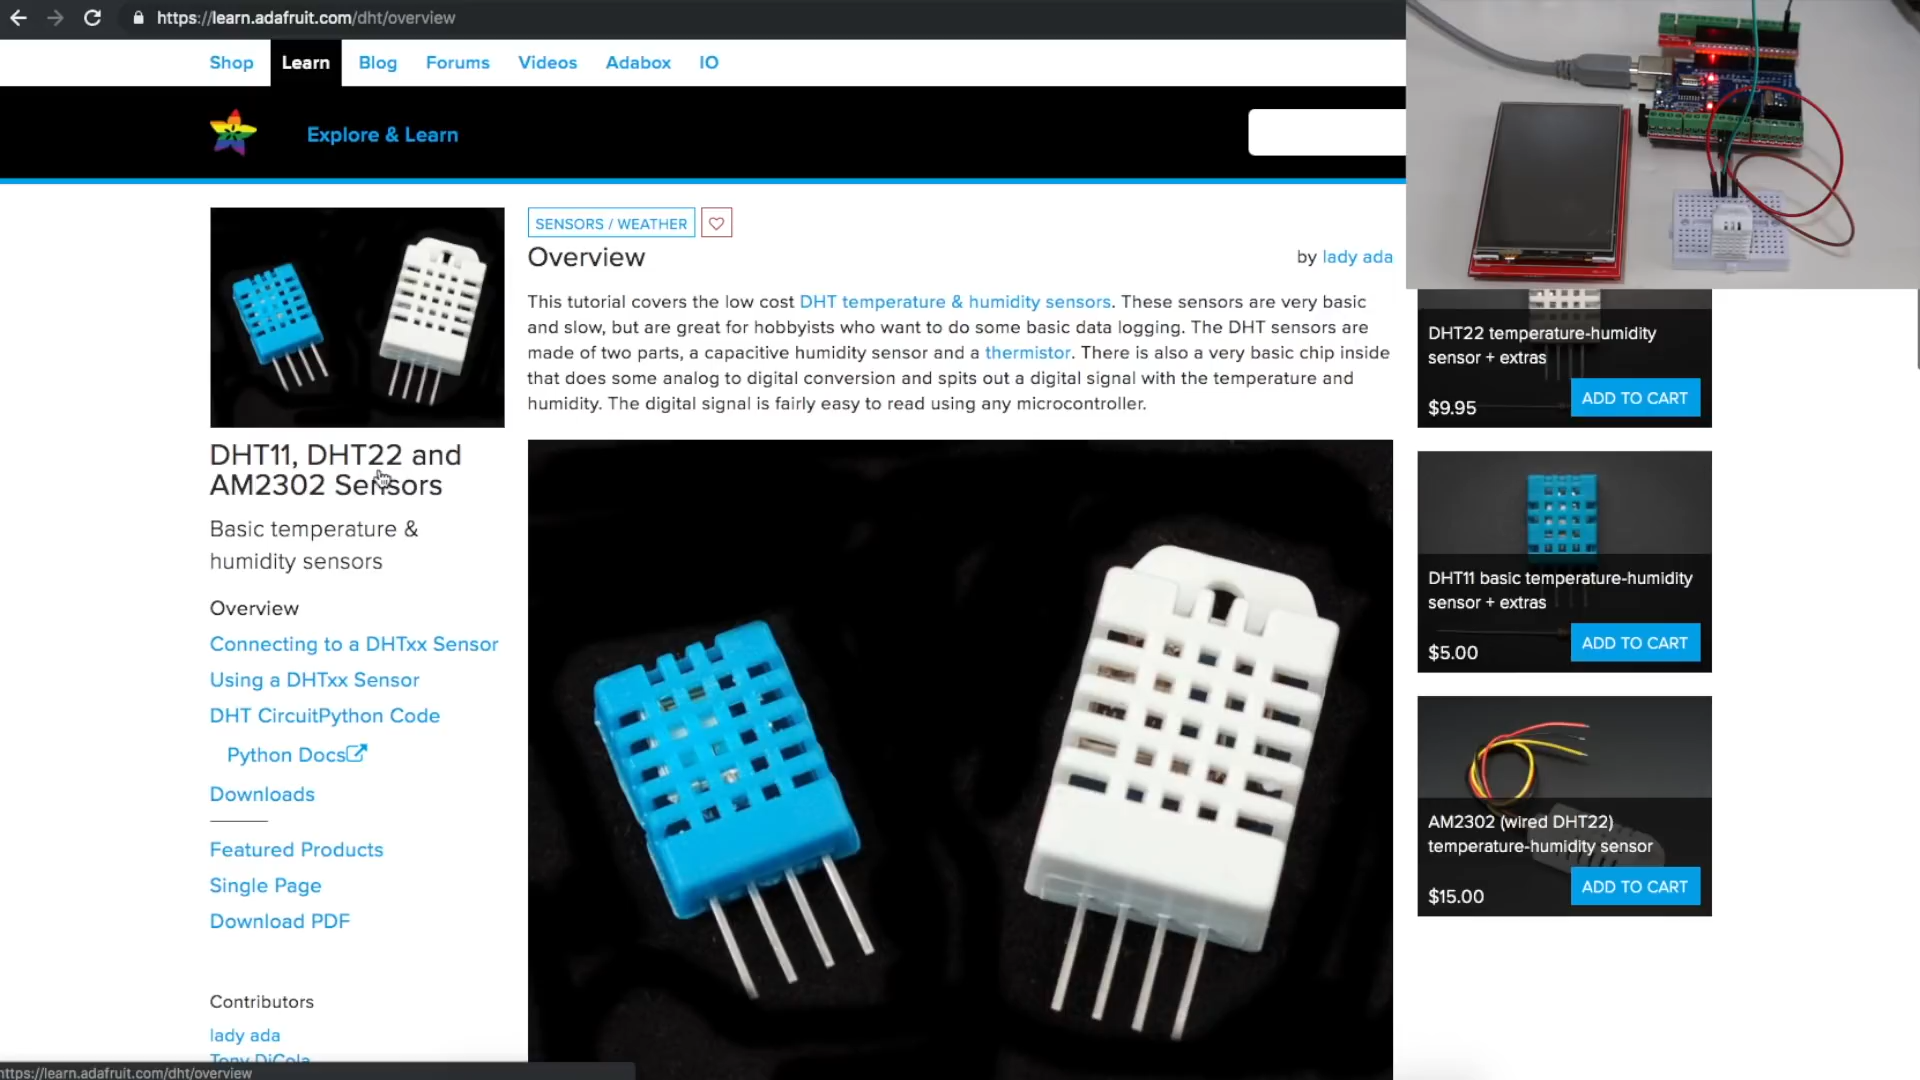 https://learn.adafruit.com/dht/overview
Shop Learn Blog Forums Videos Adabox IO
Explore & Learn
SENSORS / WEATHER
Overview
by lady ada
This tutorial covers the low cost DHT temperature & humidity sensors. These sensors are very basic
and slow, but are great for hobbyists who want to do some basic data logging. The DHT sensors are
made of two parts, a capacitive humidity sensor and a thermistor. There is also a very basic chip inside
that does some analog to digital conversion and spits out a digital signal with the temperature and
humidity. The digital signal is fairly easy to read using any microcontroller.
DHT11, DHT22 and
AM2302 Sensors
Basic temperature &
humidity sensors
Overview
Connecting to a DHTxx Sensor
Using a DHTxx Sensor
DHT CircuitPython Code
Python Docs
Downloads
Featured Products
Single Page
Download PDF
Contributors
lady ada
Tony DiCola
DHT22 temperature-humidity
sensor + extras
$9.95
ADD TO CART
DHT11 basic temperature-humidity
sensor + extras
$5.00
ADD TO CART
AM2302 (wired DHT22)
temperature-humidity sensor
$15.00
ADD TO CART
https://learn.adafruit.com/dht/overview